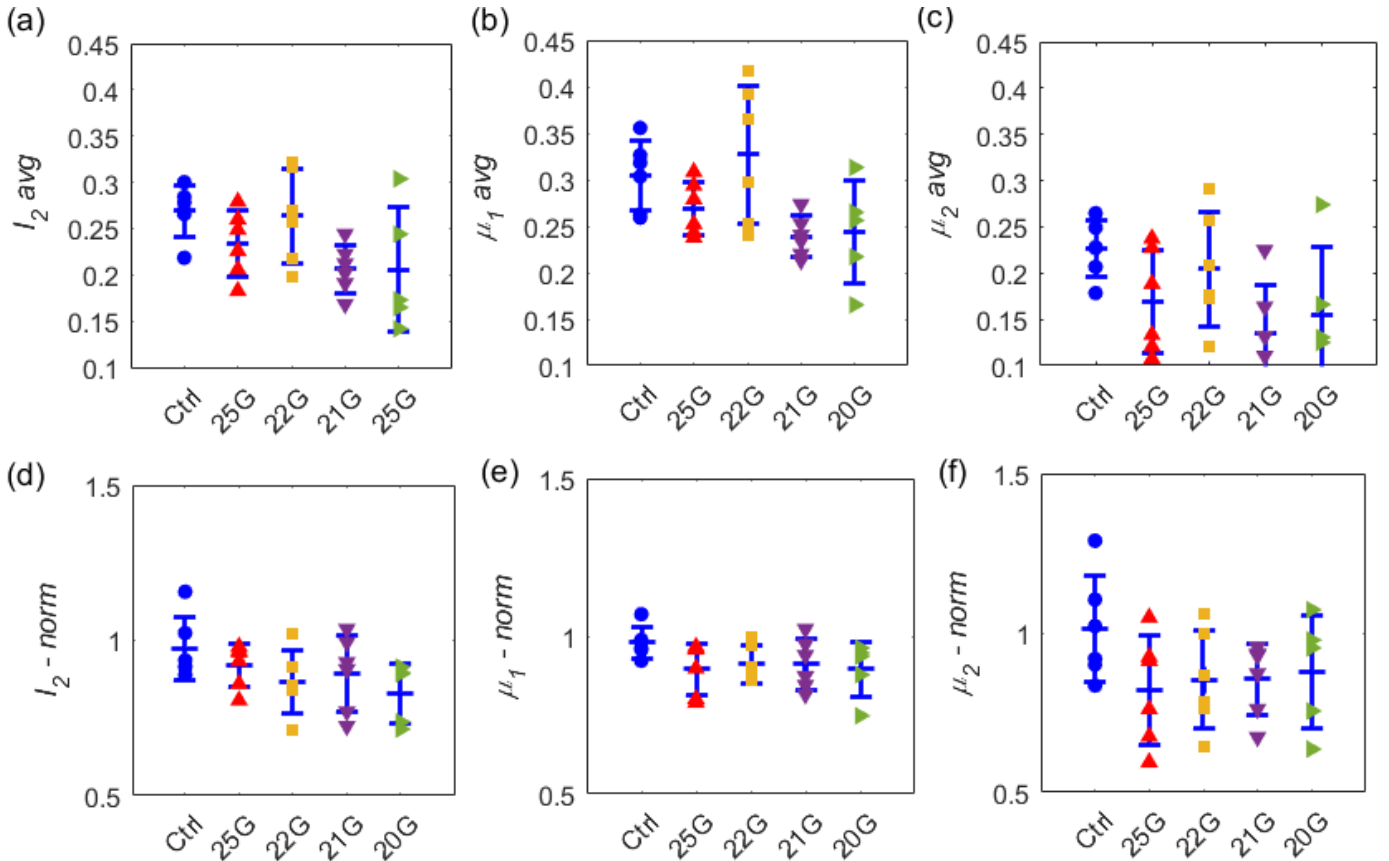 (a)
I2 avg
0.45
0.4
0.35
0.3
0.25
0.2
0.15
0.1
Ctrl
25G
22G
21G
25G
(b)
μ1 avg
0.45
0.4
0.35
0.3
0.25
0.2
0.15
0.1
Ctrl
25G
22G
21G
20G
(c)
μ2 avg
0.45
0.4
0.35
0.3
0.25
0.2
0.15
0.1
Ctrl
25G
22G
21G
20G
(d)
I2 - norm
1.5
1
0.5
Ctrl
25G
22G
21G
20G
(e)
μ1 - norm
1.5
1
0.5
Ctrl
25G
22G
21G
20G
(f)
μ2 - norm
1.5
1
0.5
Ctrl
25G
22G
21G
20G